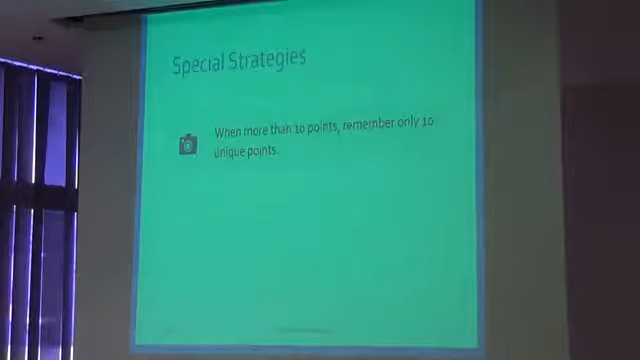 Special Strategies
When more than 10 points, remember only 10
unique points.